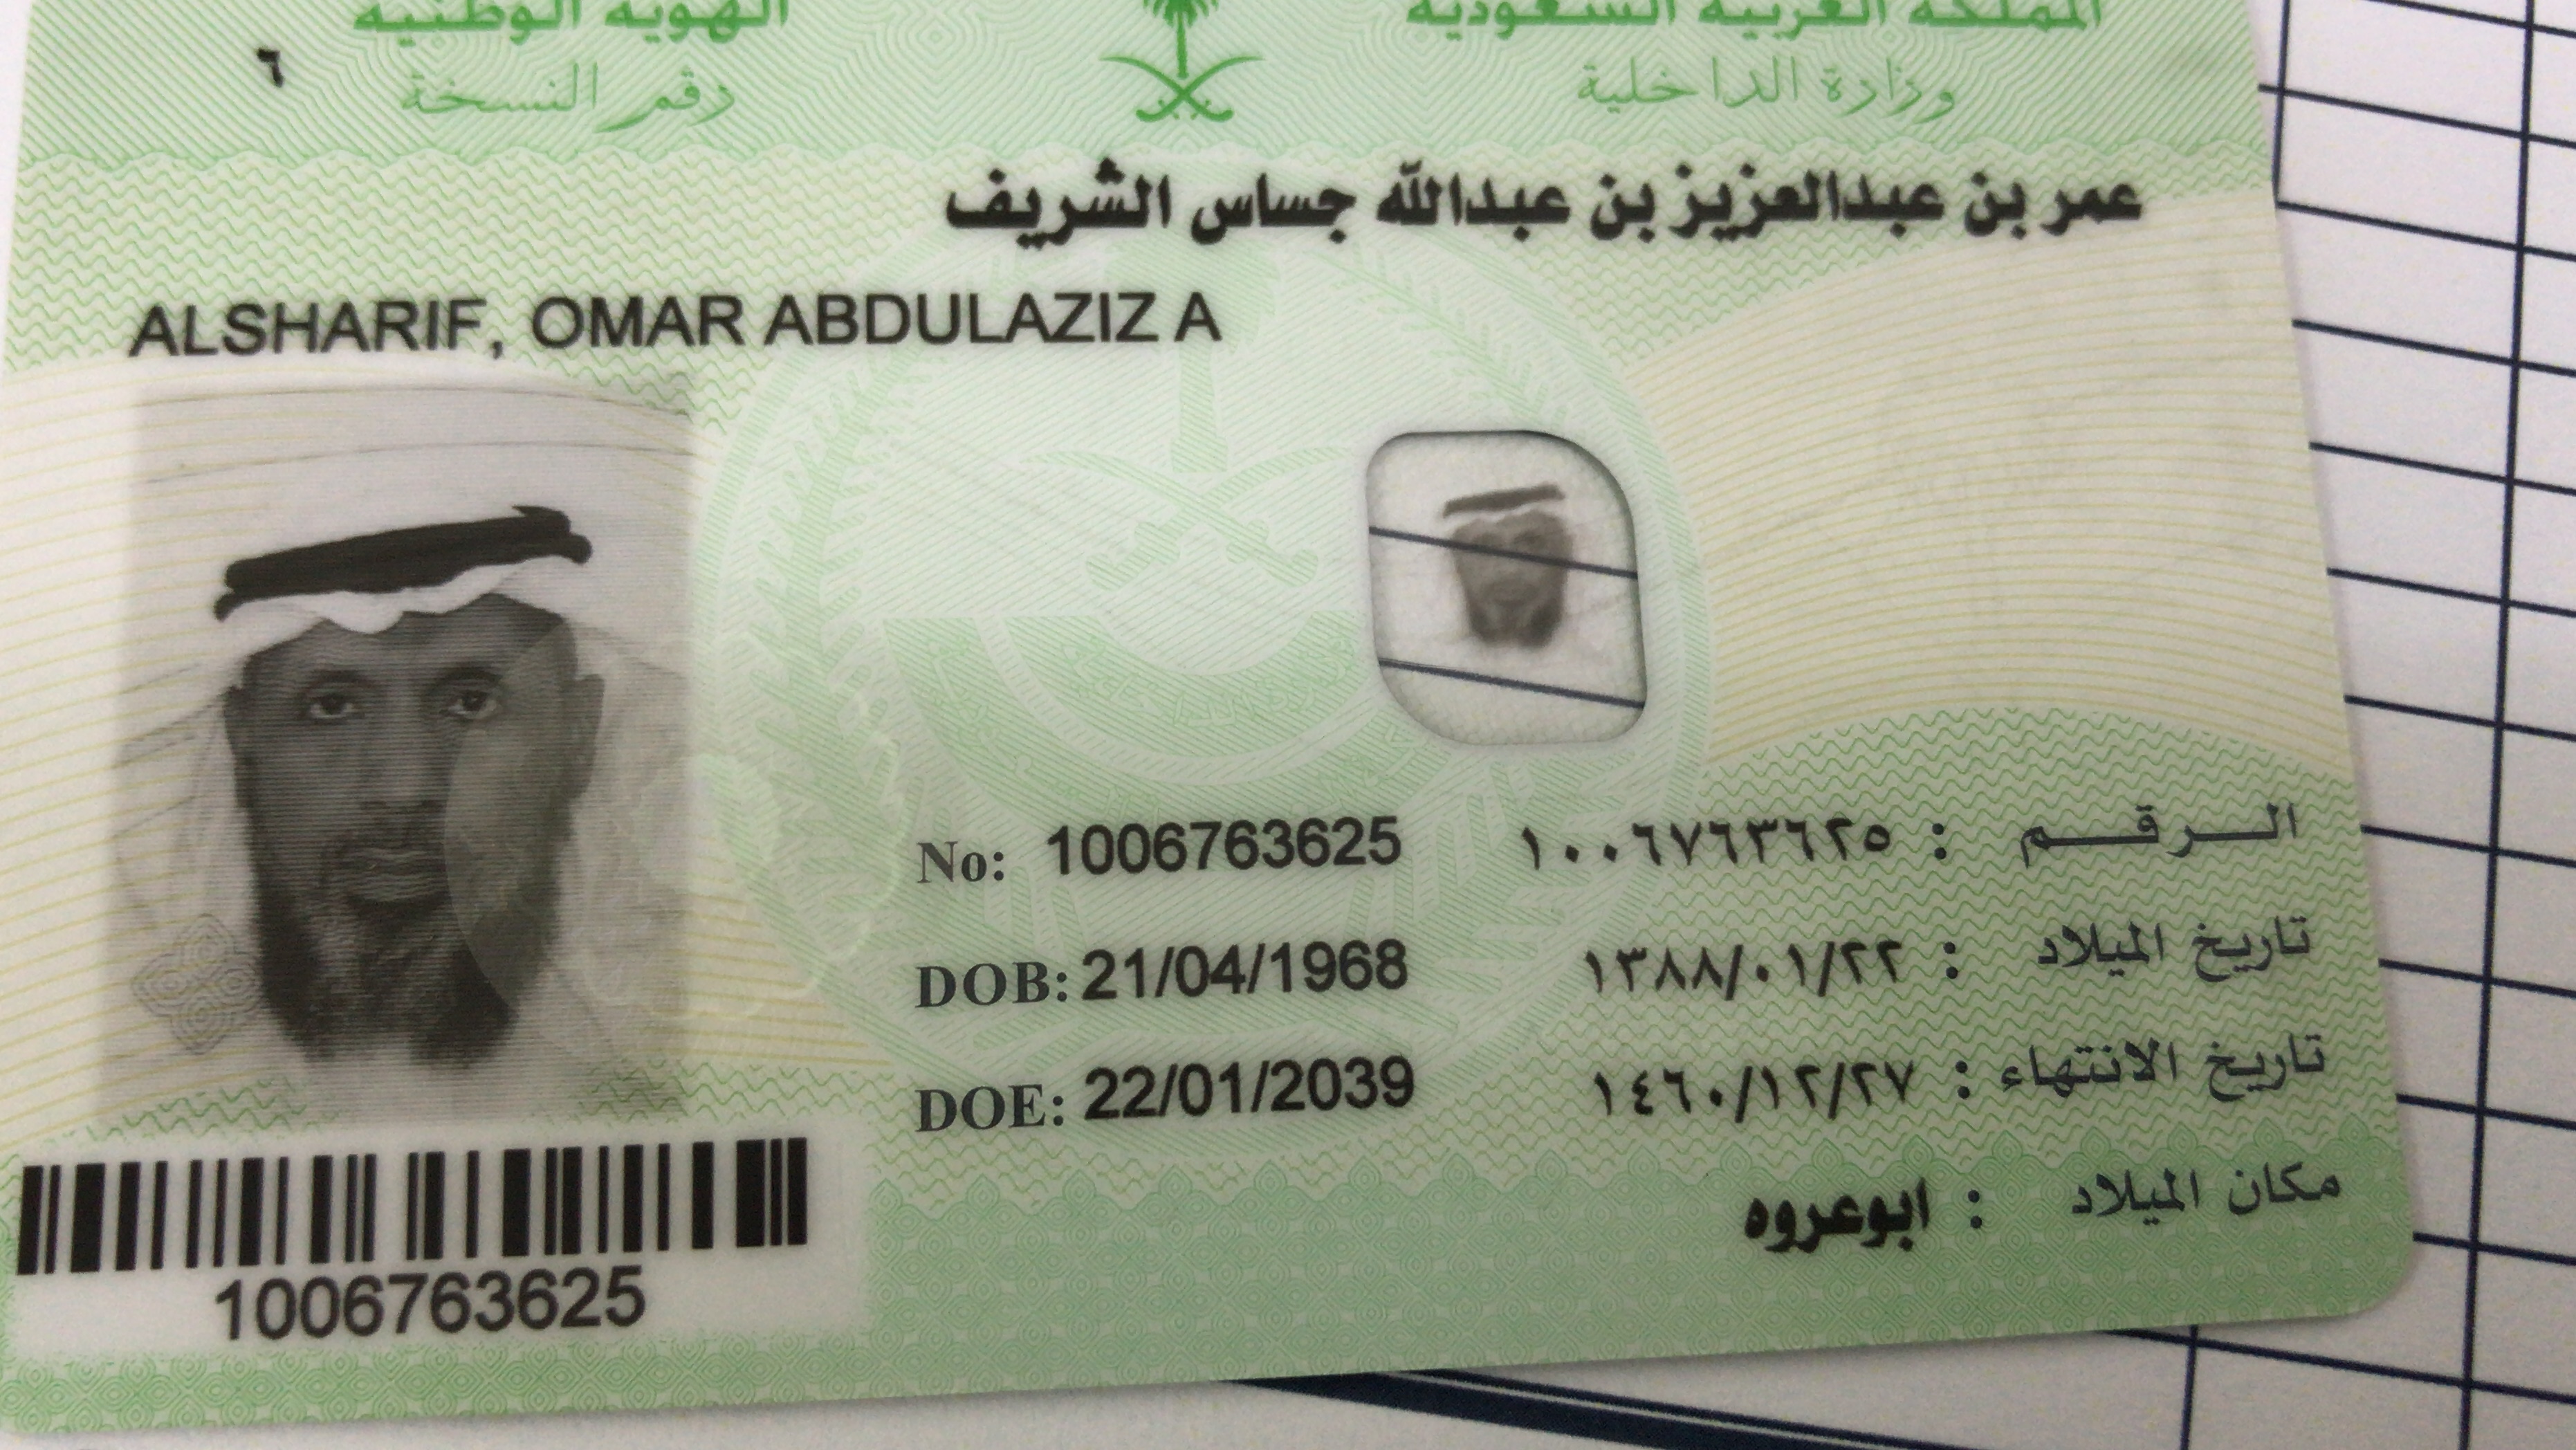 المملكة العربية السعودية
الهوية الوطنية
وزارة الداخلية
رقم النسخة
٦
عمر بن عبدالعزيز بن عبدالله جساس الشريف
ALSHARIF, OMAR ABDULAZIZ A
الرقم : ١٠٠٦٧٦٣٦٢٥
No: 1006763625
تاريخ الميلاد : ١٣٨٨/٠١/٢٢
DOB: 21/04/1968
تاريخ الانتهاء : ١٤٦٠/١٢/٢٧
DOE: 22/01/2039
مكان الميلاد : ابوعروه
1006763625